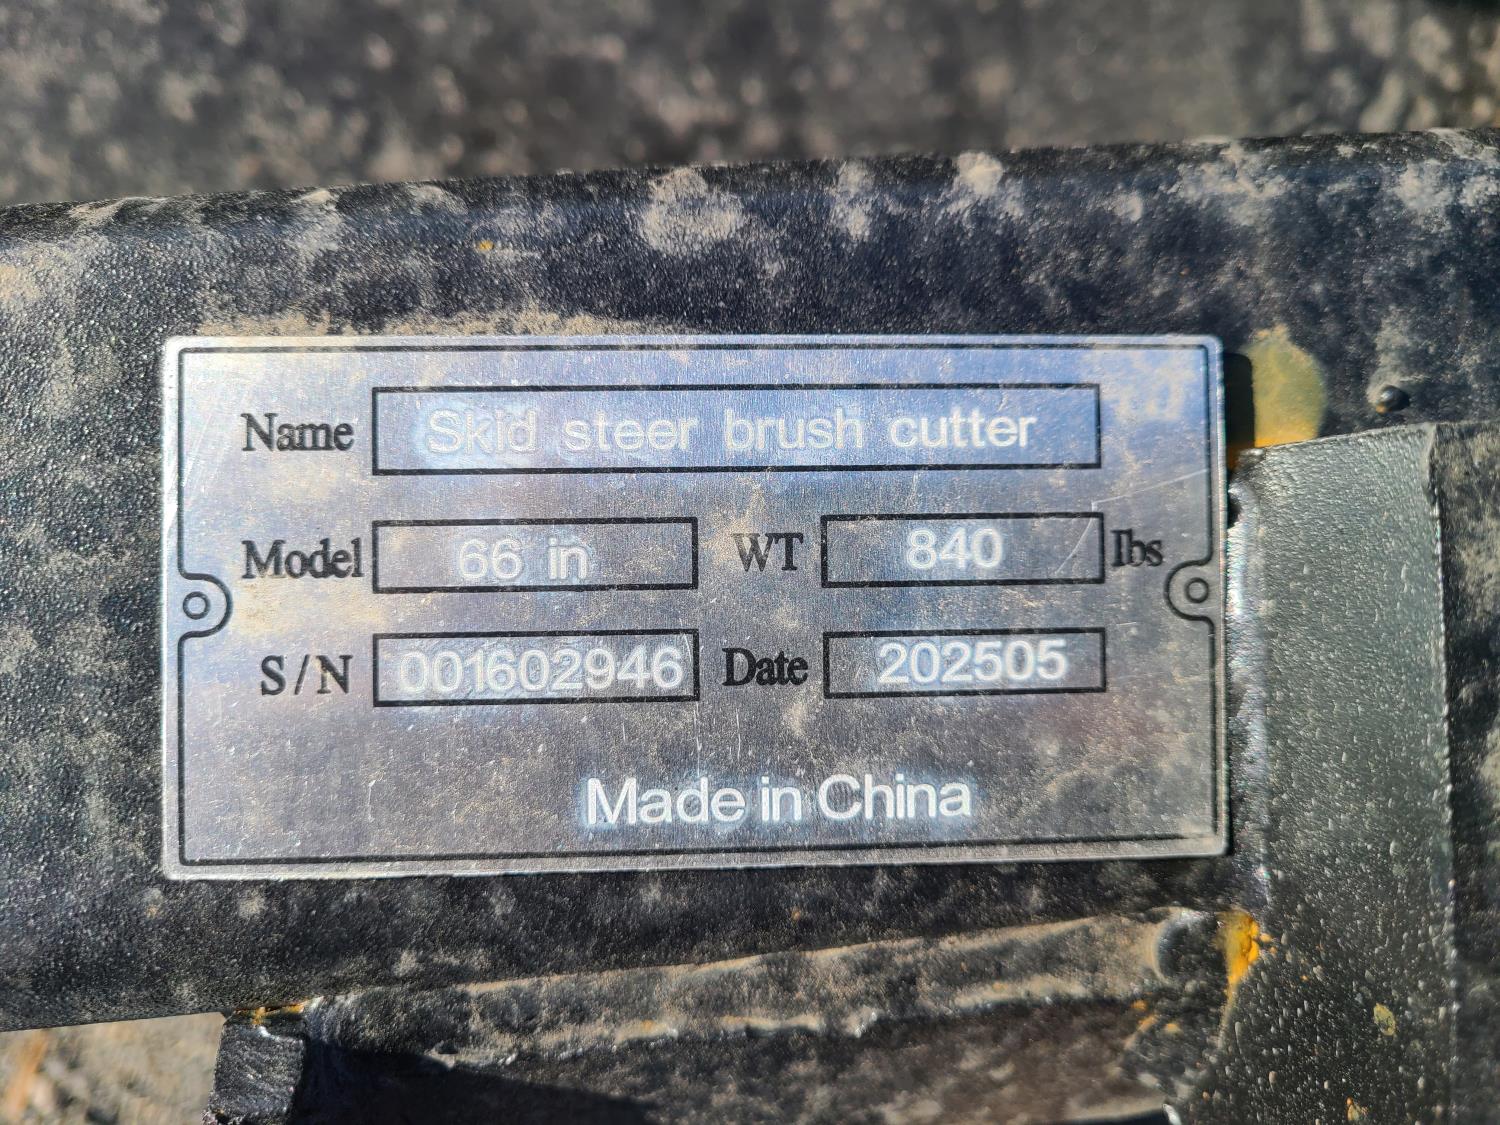 Name Skid steer brush cutter
Model 66 in WT 840 lbs
S/N 001602946 Date 202505
Made in China